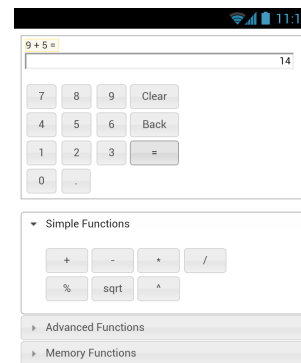 11:1
9 + 5 =
14
7 8 9 Clear
4 5 6 Back
1 2 3 =
0 .
Simple Functions
+ - * /
% sqrt ^
Advanced Functions
Memory Functions